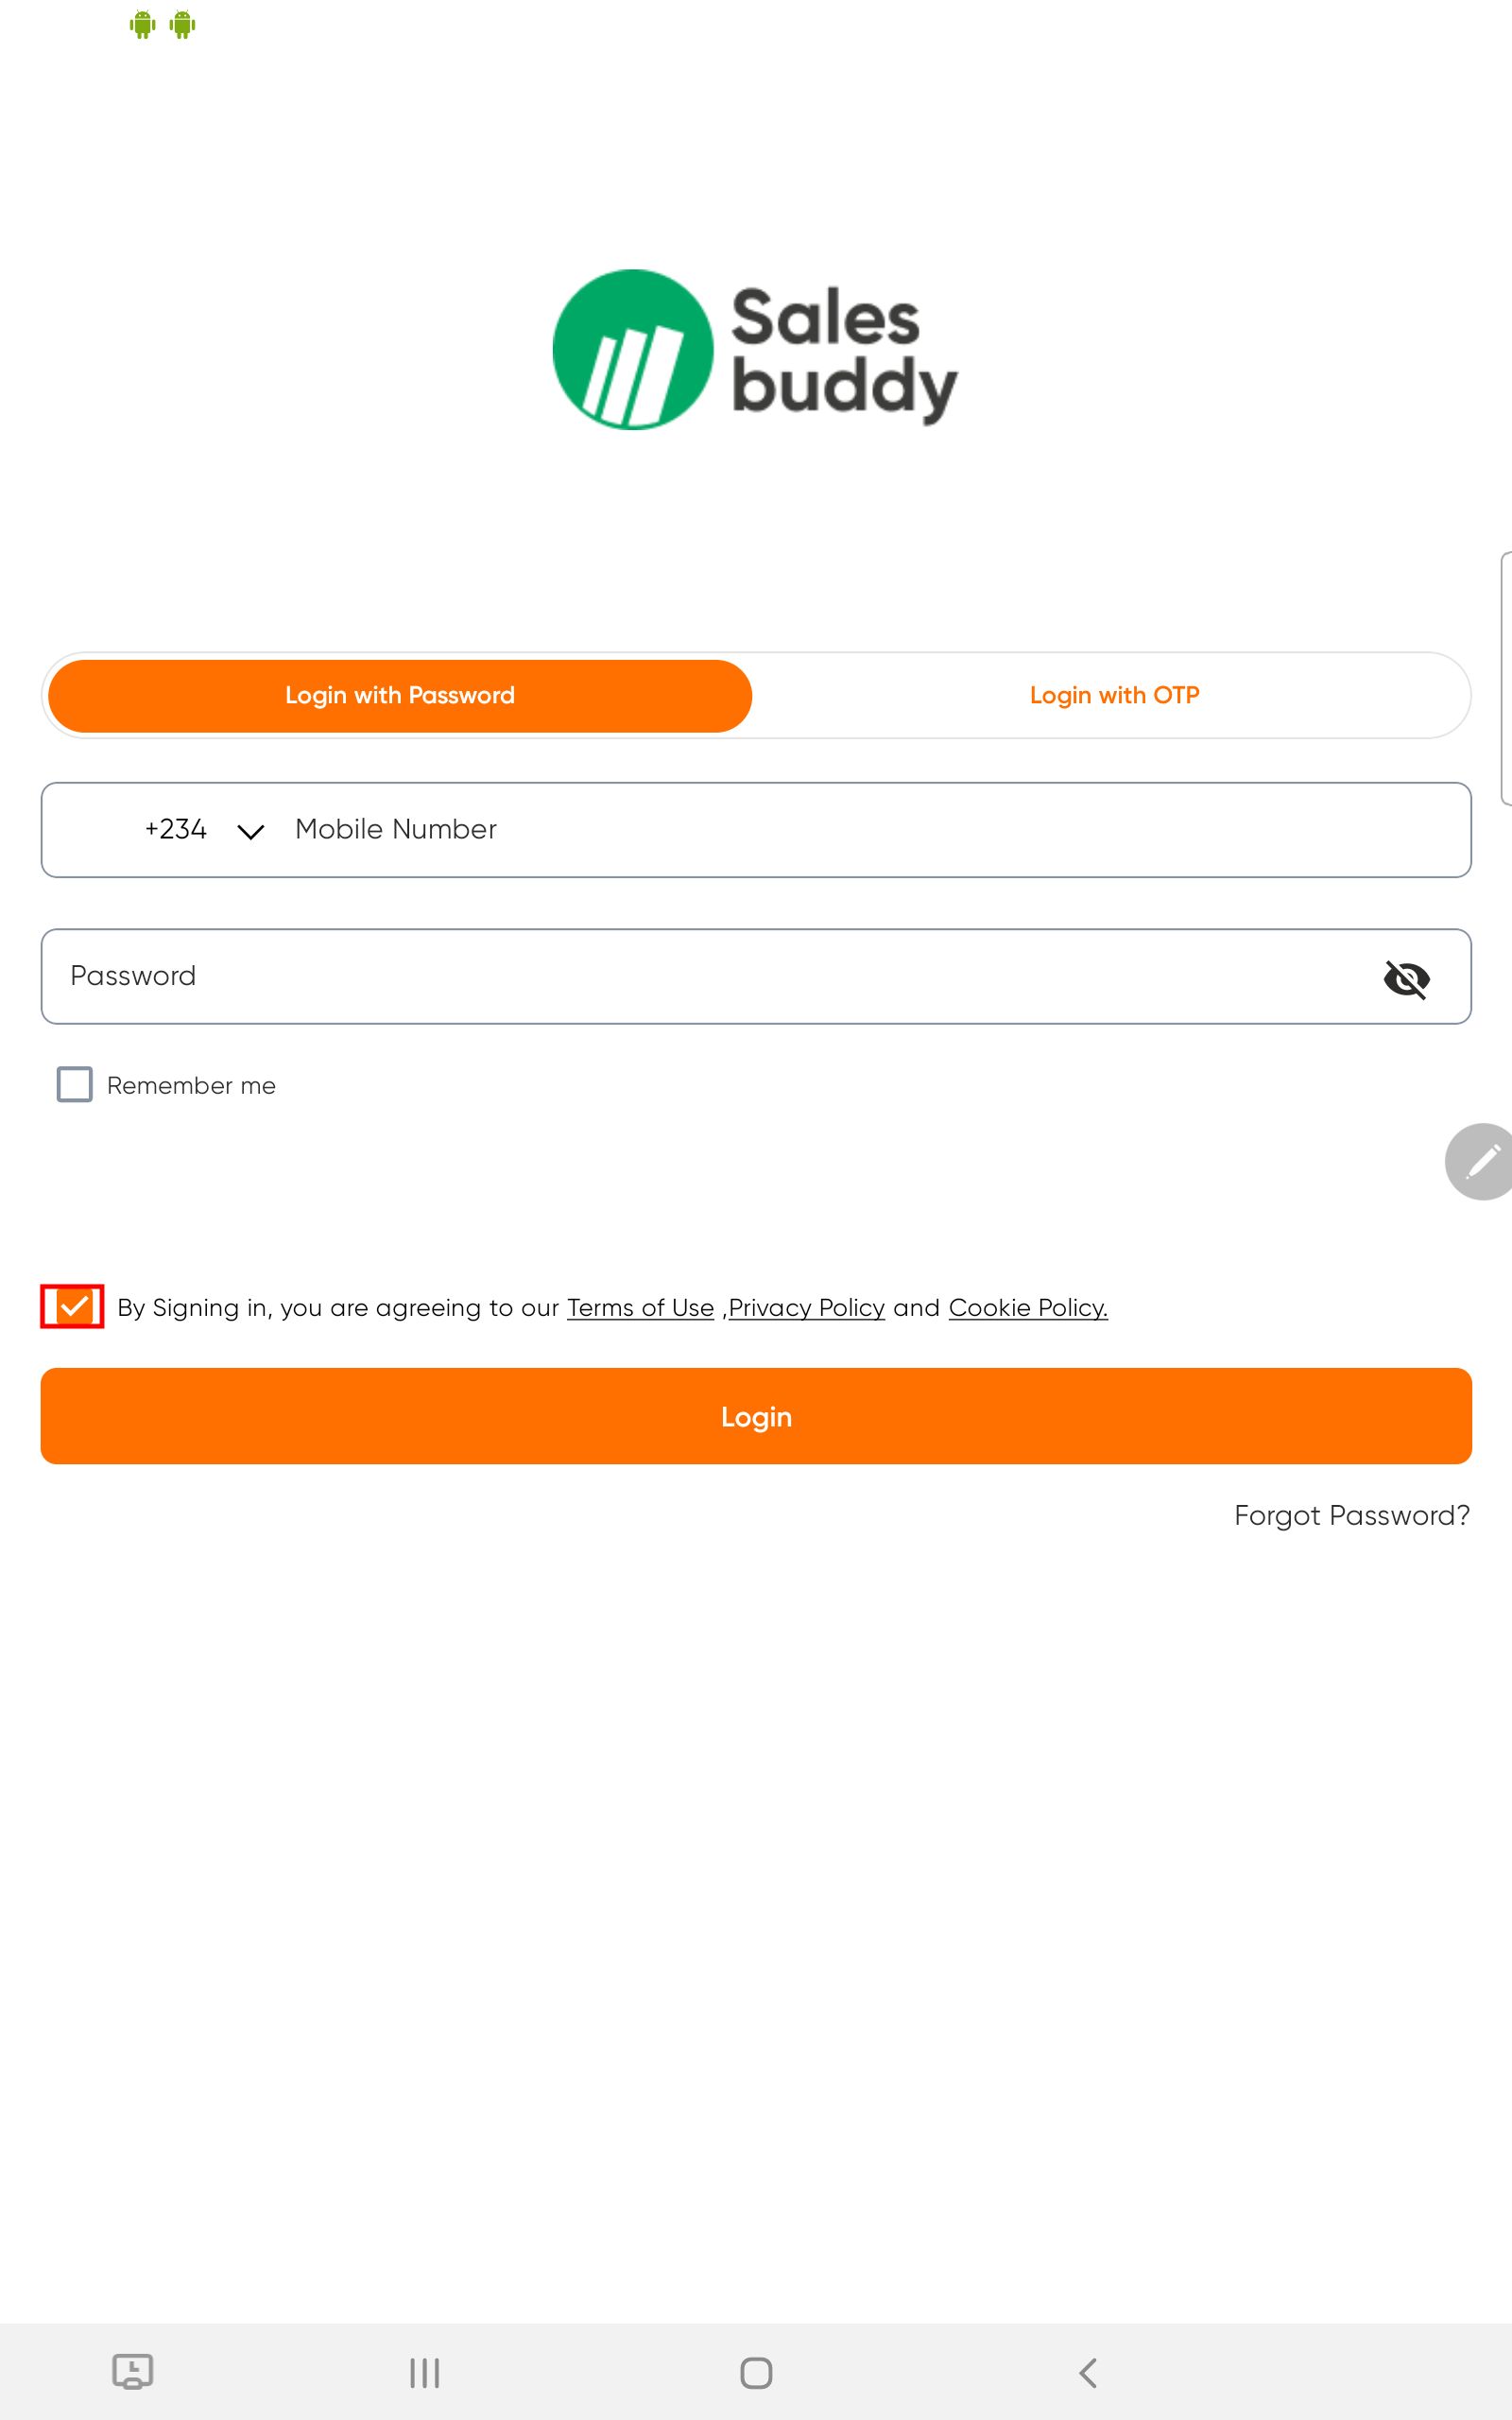 Sales
buddy
Login with Password
Login with OTP
+234 Mobile Number
Password
Remember me
By Signing in, you are agreeing to our Terms of Use ,Privacy Policy and Cookie Policy.
Login
Forgot Password?